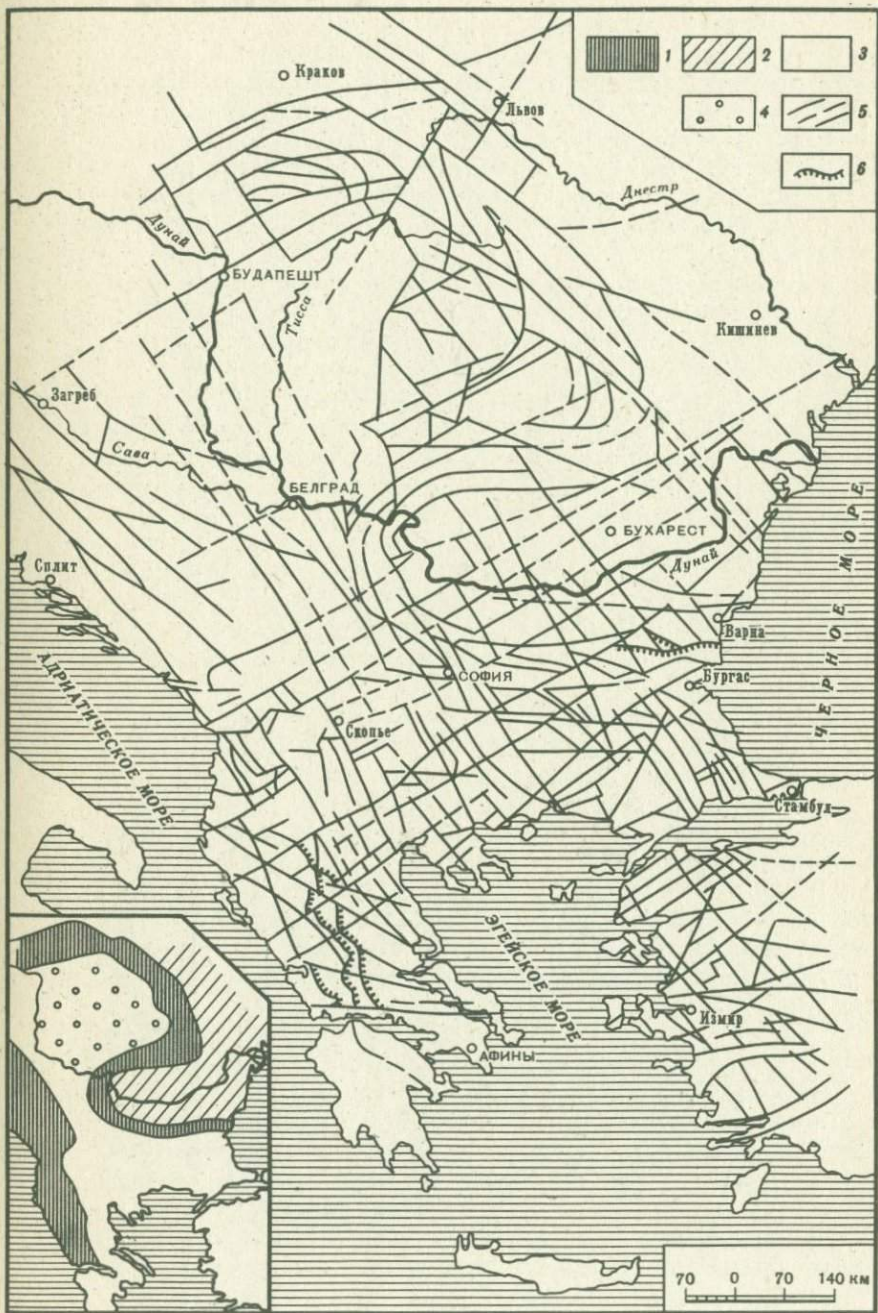 1
2
3
4
5
6
Краков
Львов
Днестр
Дунай
БУДАПЕШТ
Тисса
Кишинев
Загреб
Сава
БЕЛГРАД
БУХАРЕСТ
Дунай
Сплит
Варна
СОФИЯ
Бургас
Скопье
ЧЕРНОЕ МОРЕ
АДРИАТИЧЕСКОЕ МОРЕ
Стамбул
ЭГЕЙСКОЕ МОРЕ
Измир
АФИНЫ
70 0 70 140 км